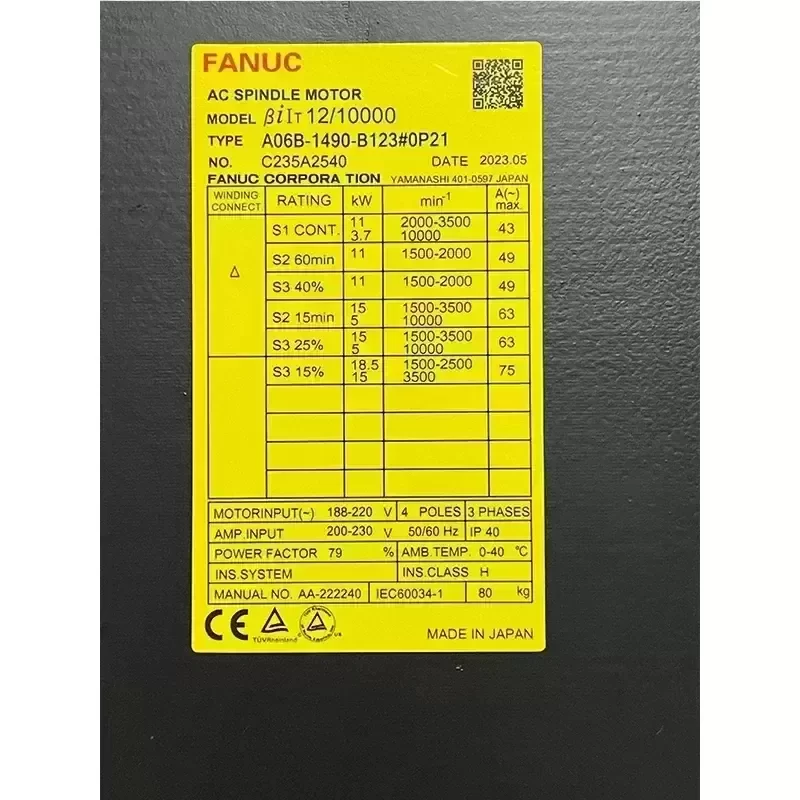 FANUC
AC SPINDLE MOTOR
MODEL βiIT 12/10000
TYPE A06B-1490-B123#0P21
NO. C235A2540 DATE 2023.05
FANUC CORPORA TION YAMANASHI 401-0597 JAPAN
WINDING CONNECT RATING kW min-1 A(~) max.
Δ
S1 CONT. 11 3.7 2000-3500 10000 43
S2 60min 11 1500-2000 49
S3 40% 11 1500-2000 49
S2 15min 15 5 1500-3500 10000 63
S3 25% 15 5 1500-3500 10000 63
S3 15% 18.5 15 1500-2500 3500 75
MOTORINPUT(~) 188-220 V 4 POLES 3 PHASES
AMP.INPUT 200-230 V 50/60 Hz IP 40
POWER FACTOR 79 % AMB.TEMP. 0-40 ℃
INS.SYSTEM INS.CLASS H
MANUAL NO. AA-222240 IEC60034-1 80 kg
CE TÜVRheinland US
MADE IN JAPAN